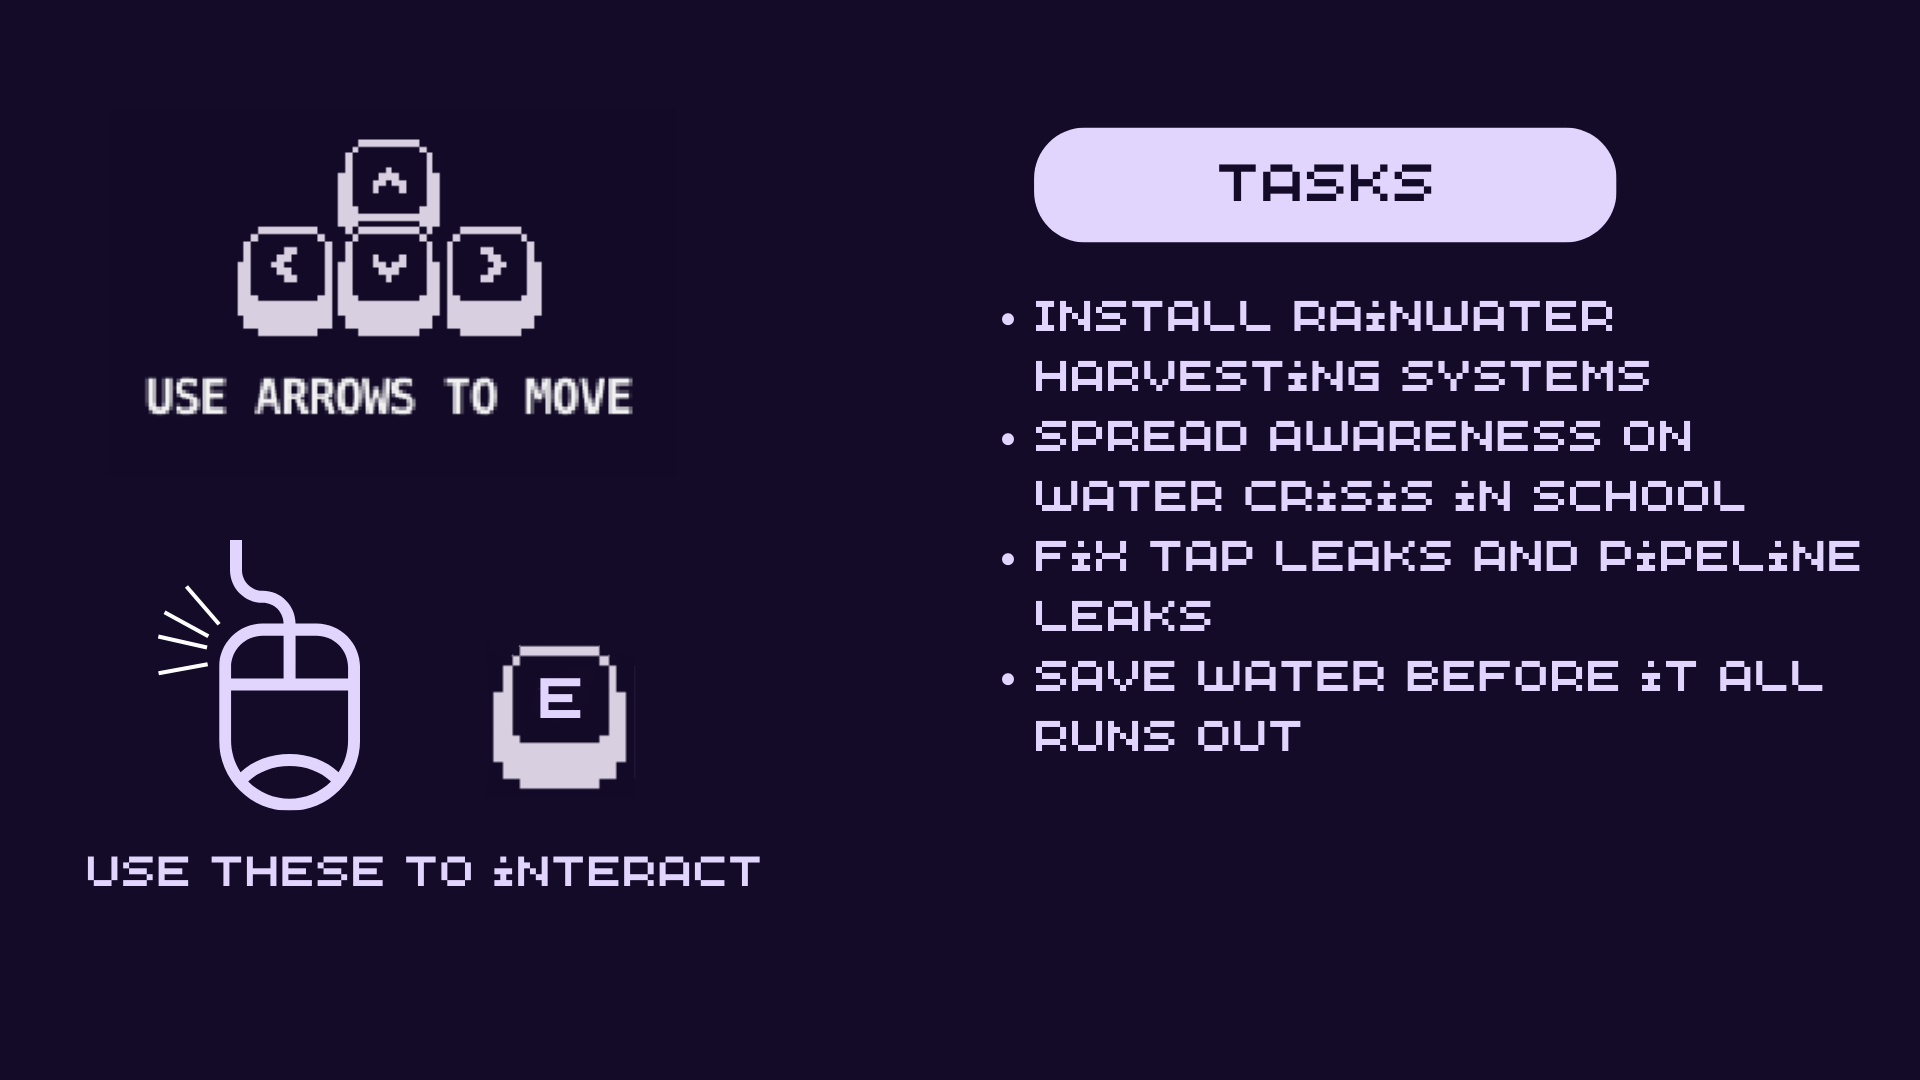 USE ARROWS TO MOVE
E
USE THESE TO iNTERACT
TASKS
• INSTALL RAiNWATER
HARVESTiNG SYSTEMS
• SPREAD AWARENESS ON
WATER CRiSiS iN SCHOOL
• FiX TAP LEAKS AND PiPELiNE
LEAKS
• SAVE WATER BEFORE iT ALL
RUNS OUT